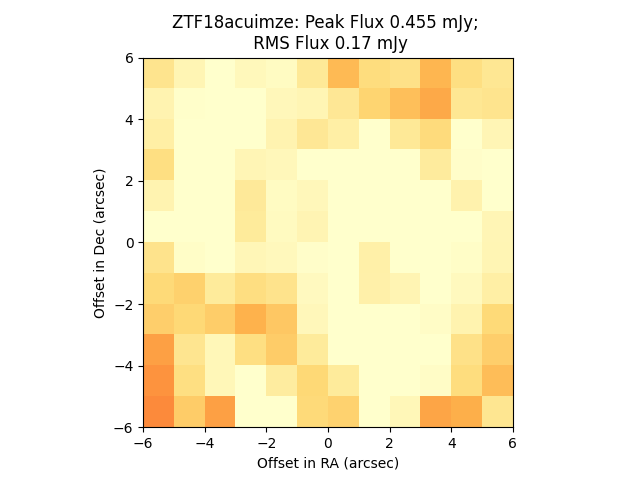 ZTF18acuimze: Peak Flux 0.455 mJy;
RMS Flux 0.17 mJy
6
4
2
0
−2
−4
−6
Offset in Dec (arcsec)
−6 −4 −2 0 2 4 6
Offset in RA (arcsec)